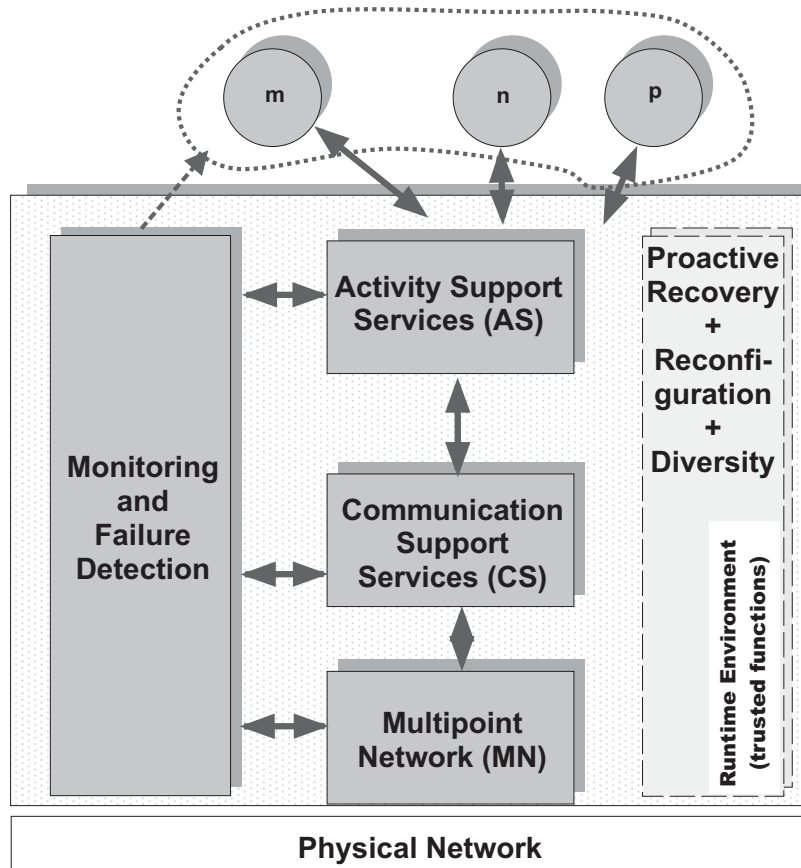 m
n
p
Activity Support
Services (AS)
Proactive
Recovery
+
Reconfi-
guration
+
Diversity
Monitoring
and
Failure
Detection
Communication
Support
Services (CS)
Runtime Environment
(trusted functions)
Multipoint
Network (MN)
Physical Network